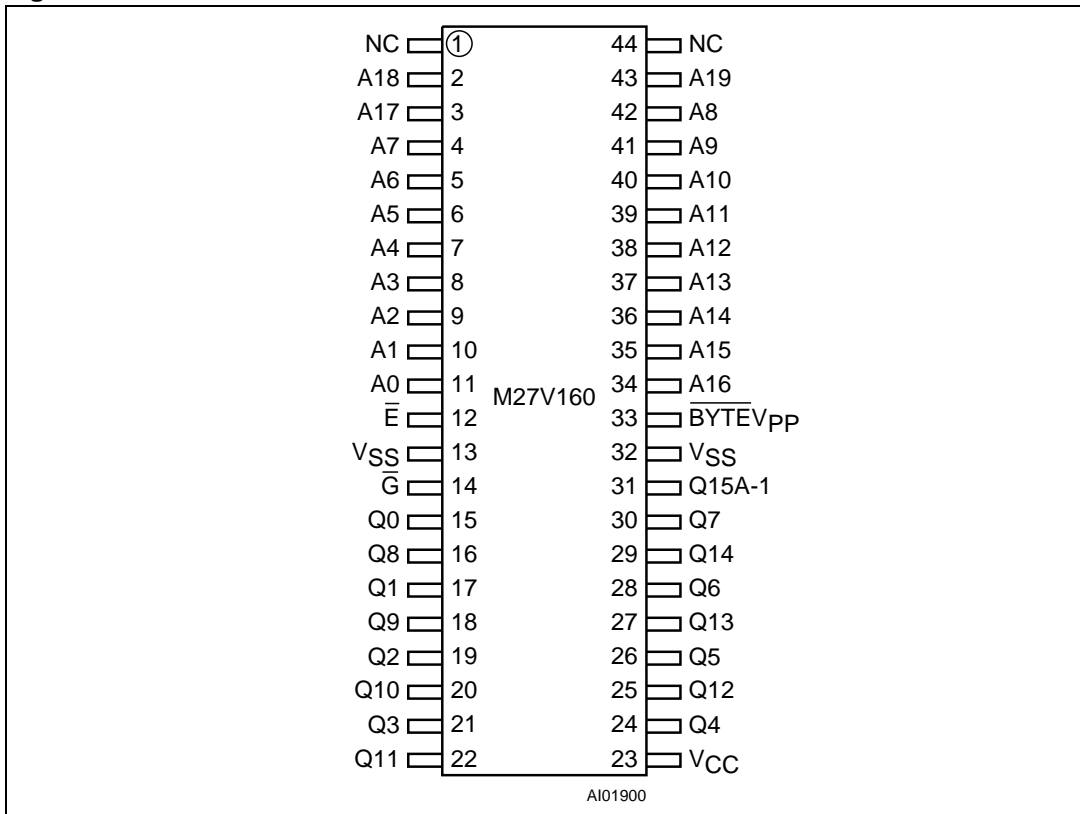 NC 1 44 NC
A18 2 43 A19
A17 3 42 A8
A7 4 41 A9
A6 5 40 A10
A5 6 39 A11
A4 7 38 A12
A3 8 37 A13
A2 9 36 A14
A1 10 35 A15
A0 11 34 A16
M27V160
E̅ 12 33 B̅Y̅T̅E̅VPP
VSS 13 32 VSS
G̅ 14 31 Q15A-1
Q0 15 30 Q7
Q8 16 29 Q14
Q1 17 28 Q6
Q9 18 27 Q13
Q2 19 26 Q5
Q10 20 25 Q12
Q3 21 24 Q4
Q11 22 23 VCC
AI01900